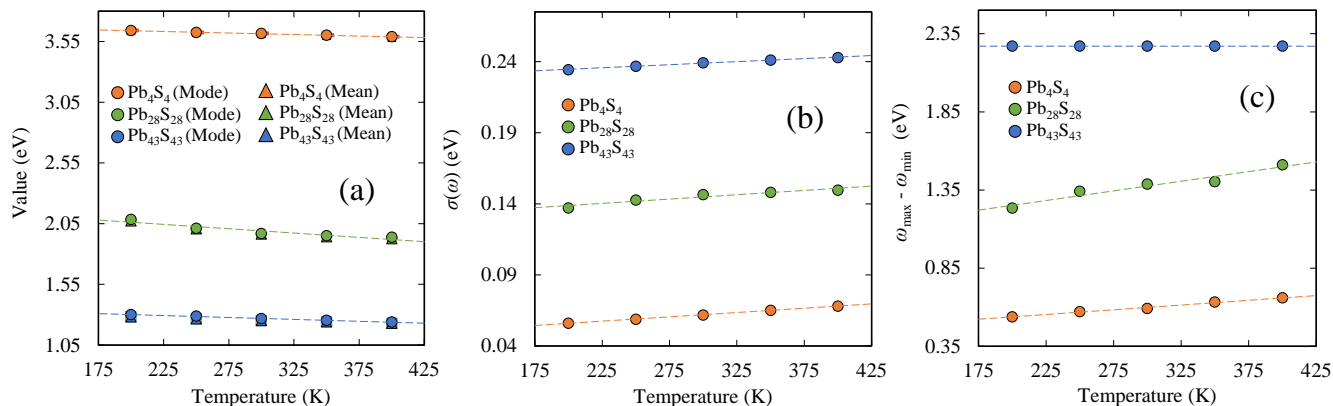 3.55
3.05
2.55
2.05
1.55
1.05
Value (eV)
Pb₄S₄ (Mode)
Pb₂₈S₂₈ (Mode)
Pb₄₃S₄₃ (Mode)
Pb₄S₄ (Mean)
Pb₂₈S₂₈ (Mean)
Pb₄₃S₄₃ (Mean)
(a)
175 225 275 325 375 425
Temperature (K)
0.24
0.19
0.14
0.09
0.04
σ(ω) (eV)
Pb₄S₄
Pb₂₈S₂₈
Pb₄₃S₄₃
(b)
175 225 275 325 375 425
Temperature (K)
2.35
1.85
1.35
0.85
0.35
ω_max - ω_min (eV)
Pb₄S₄
Pb₂₈S₂₈
Pb₄₃S₄₃
(c)
175 225 275 325 375 425
Temperature (K)